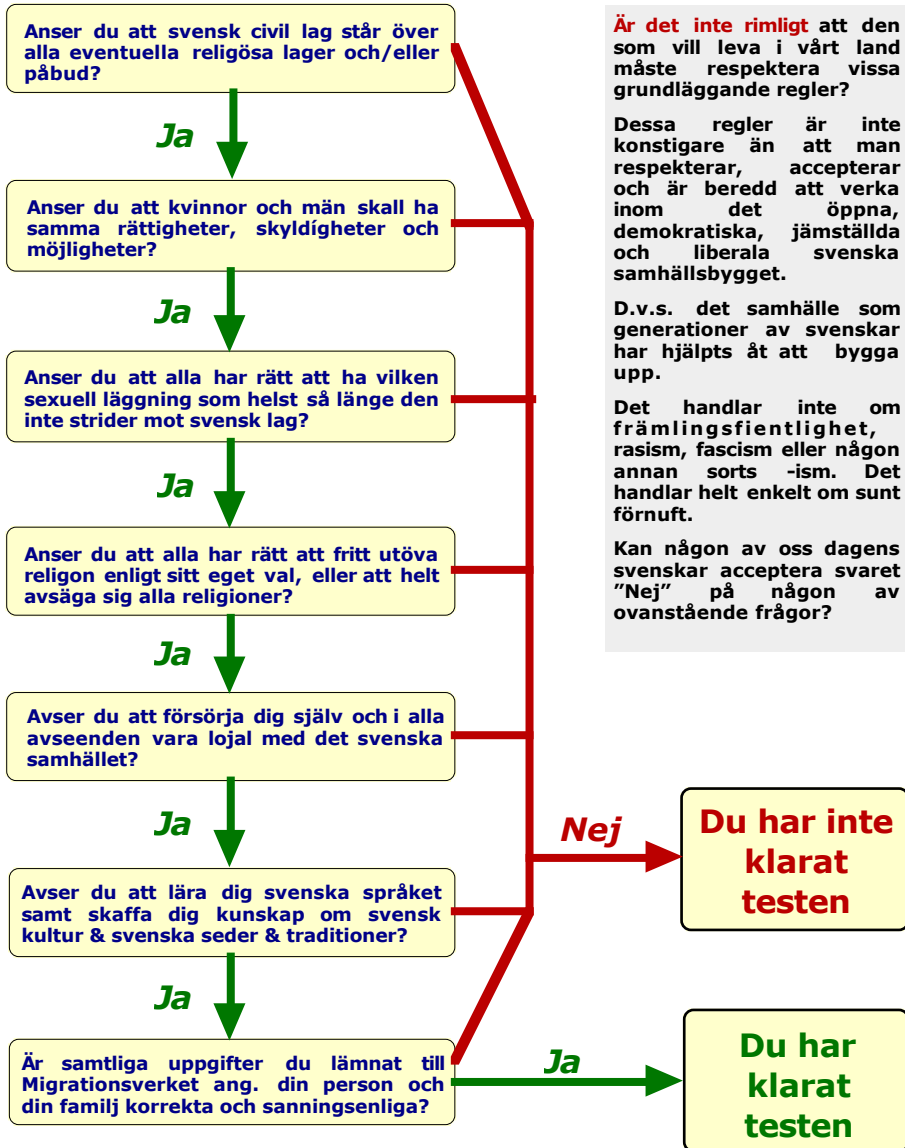 Anser du att svensk civil lag står över
alla eventuella religösa lager och/eller
påbud?
Ja
Anser du att kvinnor och män skall ha
samma rättigheter, skyldígheter och
möjligheter?
Ja
Anser du att alla har rätt att ha vilken
sexuell läggning som helst så länge den
inte strider mot svensk lag?
Ja
Anser du att alla har rätt att fritt utöva
religon enligt sitt eget val, eller att helt
avsäga sig alla religioner?
Ja
Avser du att försörja dig själv och i alla
avseenden vara lojal med det svenska
samhället?
Ja
Avser du att lära dig svenska språket
samt skaffa dig kunskap om svensk
kultur & svenska seder & traditioner?
Ja
Är samtliga uppgifter du lämnat till
Migrationsverket ang. din person och
din familj korrekta och sanningsenliga?
Är det inte rimligt att den
som vill leva i vårt land
måste respektera vissa
grundläggande regler?
Dessa regler är inte
konstigare än att man
respekterar, accepterar
och är beredd att verka
inom det öppna,
demokratiska, jämställda
och liberala svenska
samhällsbygget.
D.v.s. det samhälle som
generationer av svenskar
har hjälpts åt att bygga
upp.
Det handlar inte om
främlingsfientlighet,
rasism, fascism eller någon
annan sorts -ism. Det
handlar helt enkelt om sunt
förnuft.
Kan någon av oss dagens
svenskar acceptera svaret
”Nej” på någon av
ovanstående frågor?
Nej
Du har inte
klarat
testen
Ja
Du har
klarat
testen